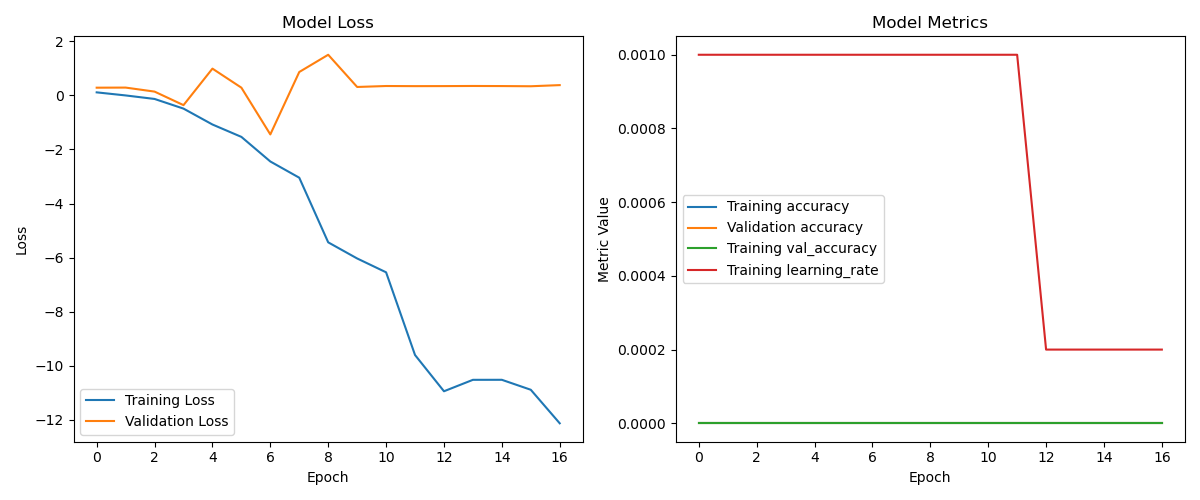 Model Loss
Loss
2
0
−2
−4
−6
−8
−10
−12
Training Loss
Validation Loss
0 2 4 6 8 10 12 14 16
Epoch
Model Metrics
Metric Value
0.0010
0.0008
0.0006
0.0004
0.0002
0.0000
Training accuracy
Validation accuracy
Training val_accuracy
Training learning_rate
0 2 4 6 8 10 12 14 16
Epoch